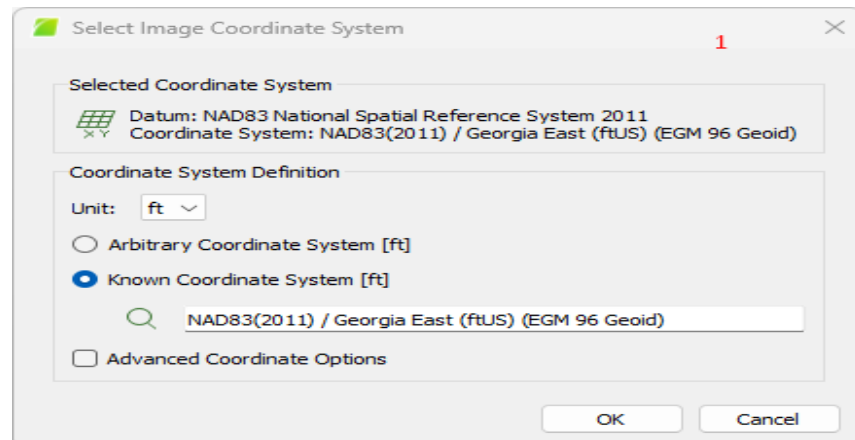 Select Image Coordinate System
1
Selected Coordinate System
Datum: NAD83 National Spatial Reference System 2011
X Y
Coordinate System: NAD83(2011) / Georgia East (ftUS) (EGM 96 Geoid)
Coordinate System Definition
Unit: ft
Arbitrary Coordinate System [ft]
Known Coordinate System [ft]
NAD83(2011) / Georgia East (ftUS) (EGM 96 Geoid)
Advanced Coordinate Options
OK Cancel